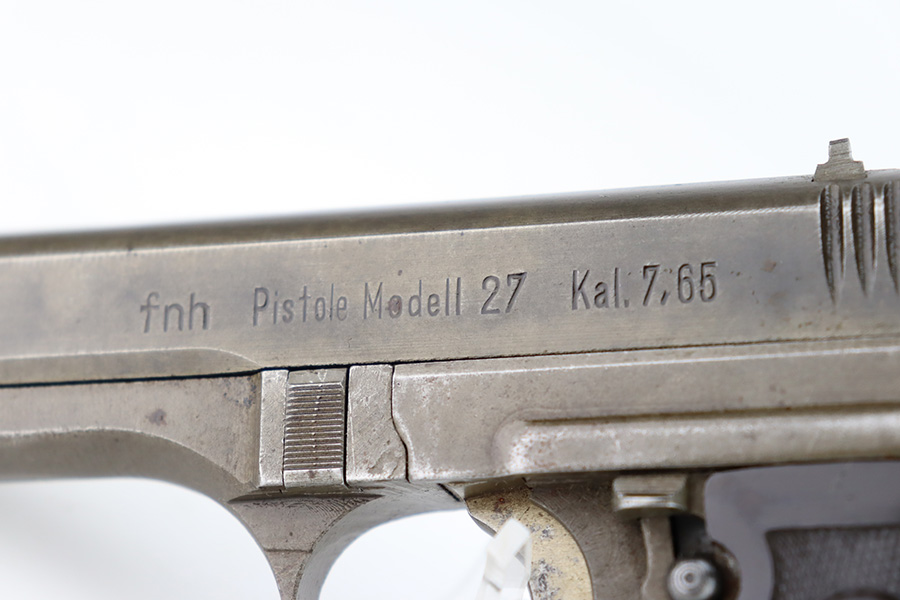 fnh Pistole Modell 27 Kal. 7,65